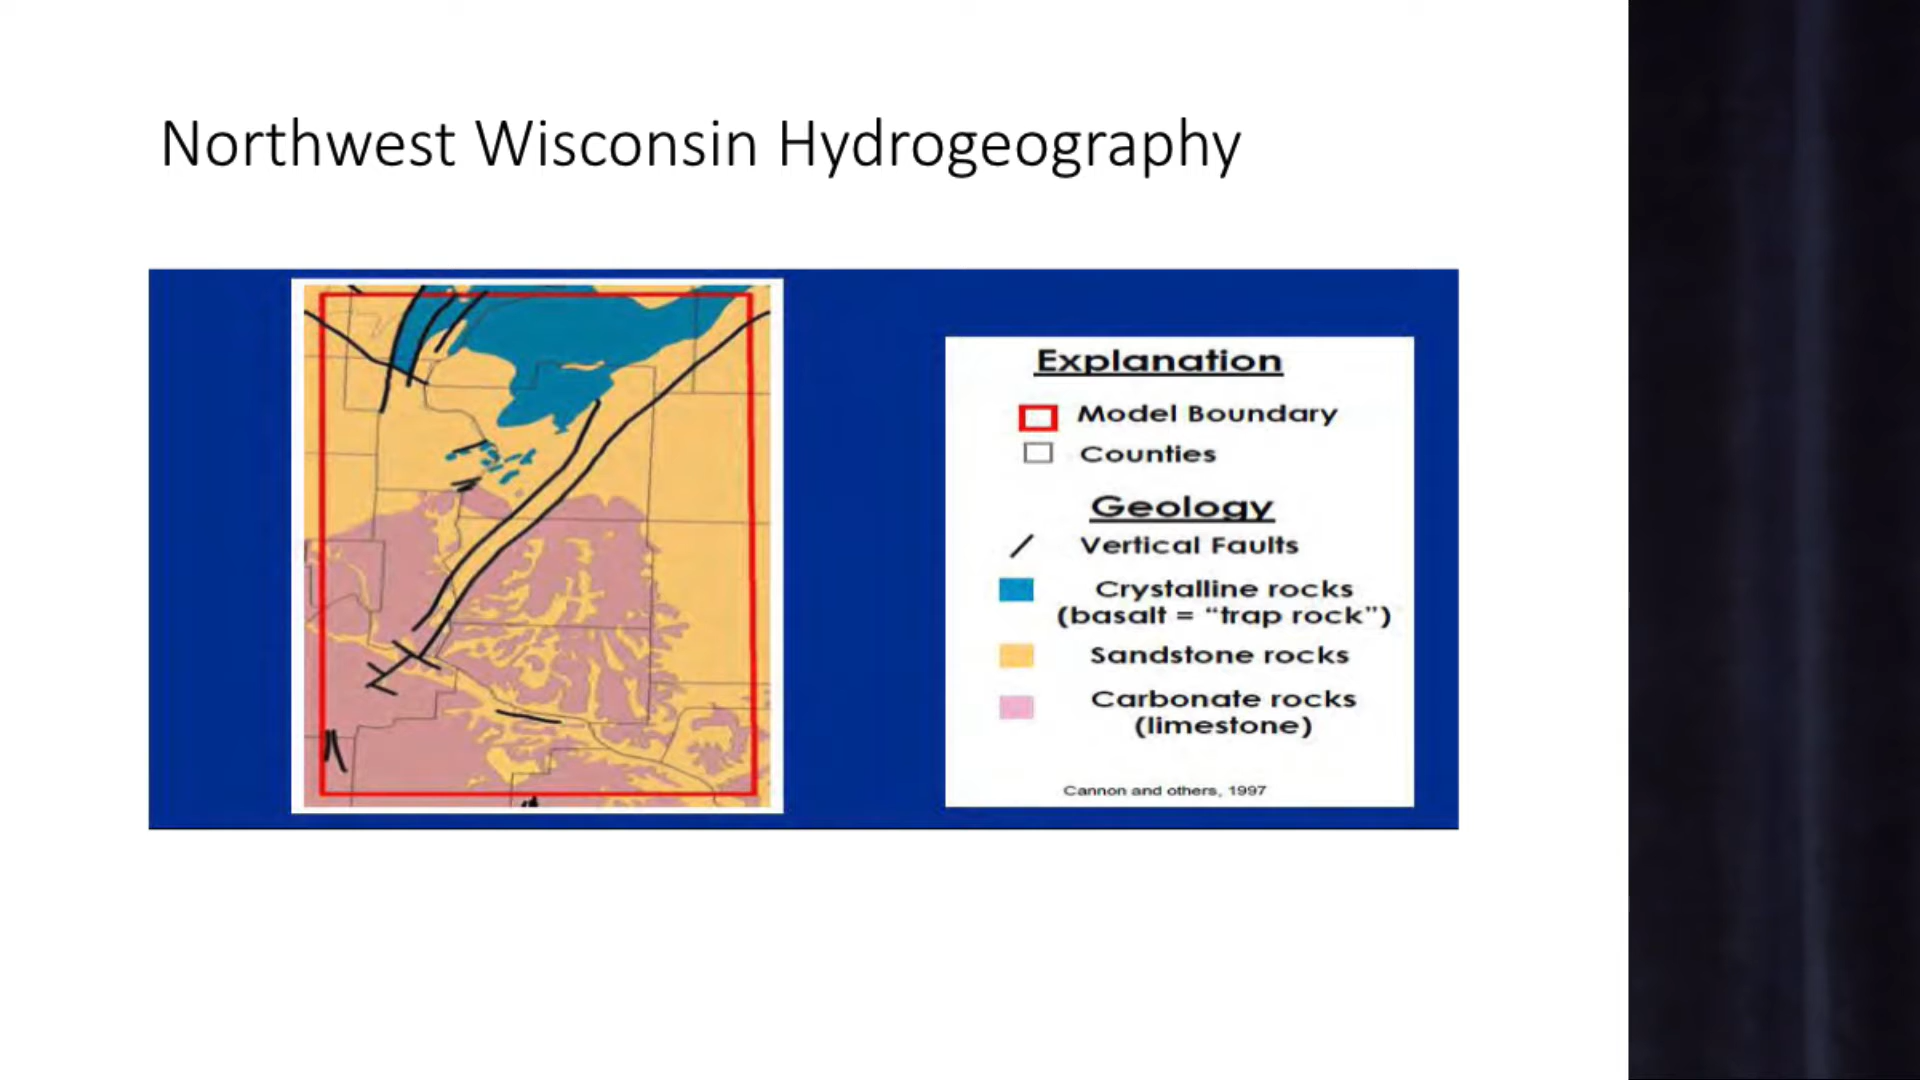 Northwest Wisconsin Hydrogeography
Explanation
Model Boundary
Counties
Geology
Vertical Faults
Crystalline rocks
(basalt = “trap rock”)
Sandstone rocks
Carbonate rocks
(limestone)
Cannon and others, 1997